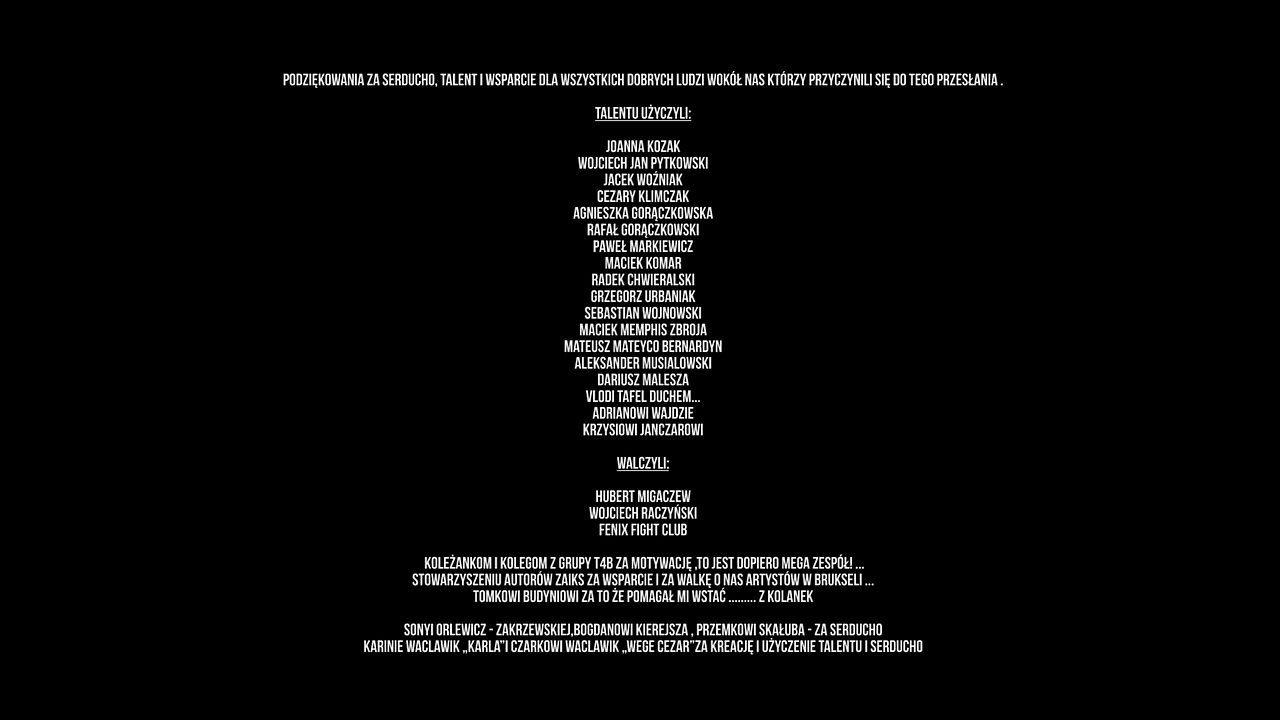 PODZIĘKOWANIA ZA SERDUCHO, TALENT I WSPARCIE DLA WSZYSTKICH DOBRYCH LUDZI WOKÓŁ NAS KTÓRZY PRZYCZYNILI SIĘ DO TEGO PRZESŁANIA .
TALENTU UŻYCZYLI:
JOANNA KOZAK
WOJCIECH JAN PYTKOWSKI
JACEK WOŹNIAK
CEZARY KLIMCZAK
AGNIESZKA GORĄCZKOWSKA
RAFAŁ GORĄCZKOWSKI
PAWEŁ MARKIEWICZ
MACIEK KOMAR
RADEK CHWIERALSKI
GRZEGORZ URBANIAK
SEBASTIAN WOJNOWSKI
MACIEK MEMPHIS ZBROJA
MATEUSZ MATEYCO BERNARDYN
ALEKSANDER MUSIALOWSKI
DARIUSZ MALESZA
VLODI TAFEL DUCHEM...
ADRIANOWI WAJDZIE
KRZYSIOWI JANCZAROWI
WALCZYLI:
HUBERT MIGACZEW
WOJCIECH RACZYŃSKI
FENIX FIGHT CLUB
KOLEŻANKOM I KOLEGOM Z GRUPY T4B ZA MOTYWACJĘ ,TO JEST DOPIERO MEGA ZESPÓŁ! ...
STOWARZYSZENIU AUTORÓW ZAIKS ZA WSPARCIE I ZA WALKĘ O NAS ARTYSTÓW W BRUKSELI ...
TOMKOWI BUDYNIOWI ZA TO ŻE POMAGAŁ MI WSTAĆ ......... Z KOLANEK
SONYI ORLEWICZ - ZAKRZEWSKIEJ,BOGDANOWI KIEREJSZA , PRZEMKOWI SKAŁUBA - ZA SERDUCHO
KARINIE WACLAWIK „KARLA”I CZARKOWI WACLAWIK „WEGE CEZAR”ZA KREACJĘ I UŻYCZENIE TALENTU I SERDUCHO